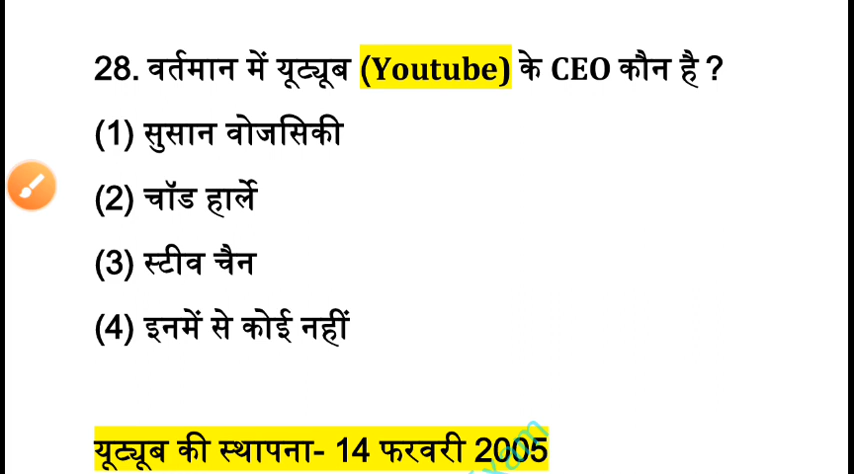 28. वर्तमान में यूट्यूब (Youtube) के CEO कौन है ?
(1) सुसान वोजसिकी
(2) चॉड हार्ले
(3) स्टीव चैन
(4) इनमें से कोई नहीं
यूट्यूब की स्थापना- 14 फरवरी 2005